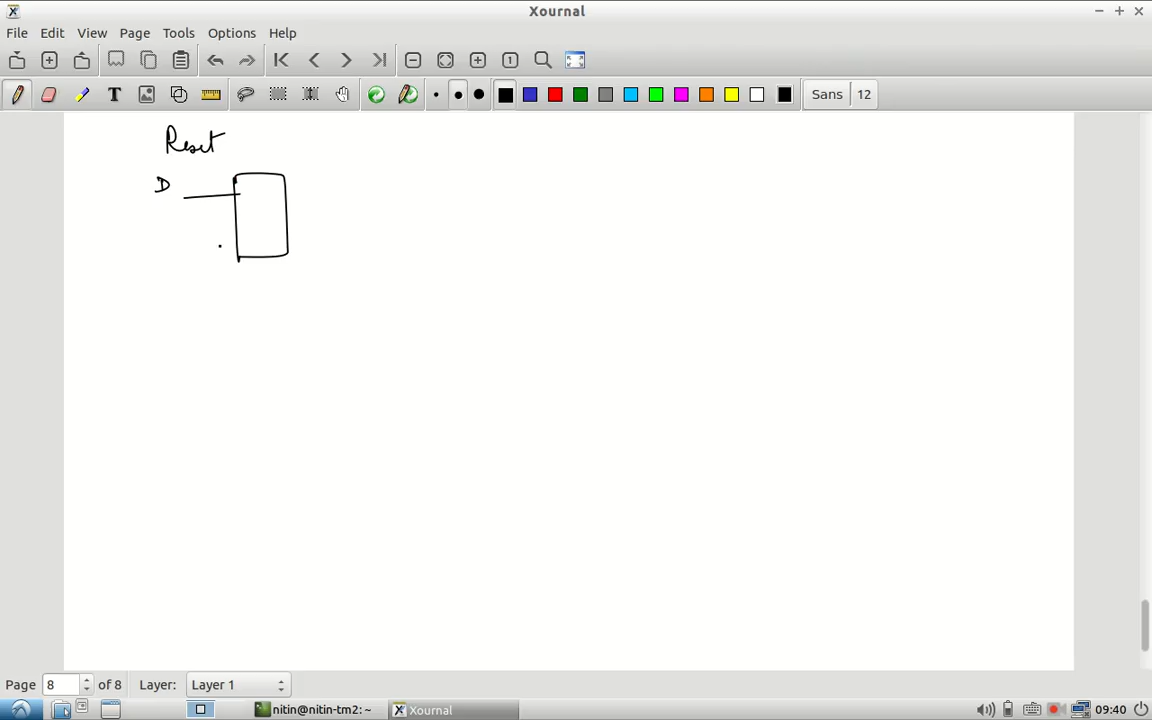 Xournal
File Edit View Page Tools Options Help
Sans 12
Reset
D
Page 8 of 8 Layer: Layer 1
nitin@nitin-tm2: ~ Xournal 09:40